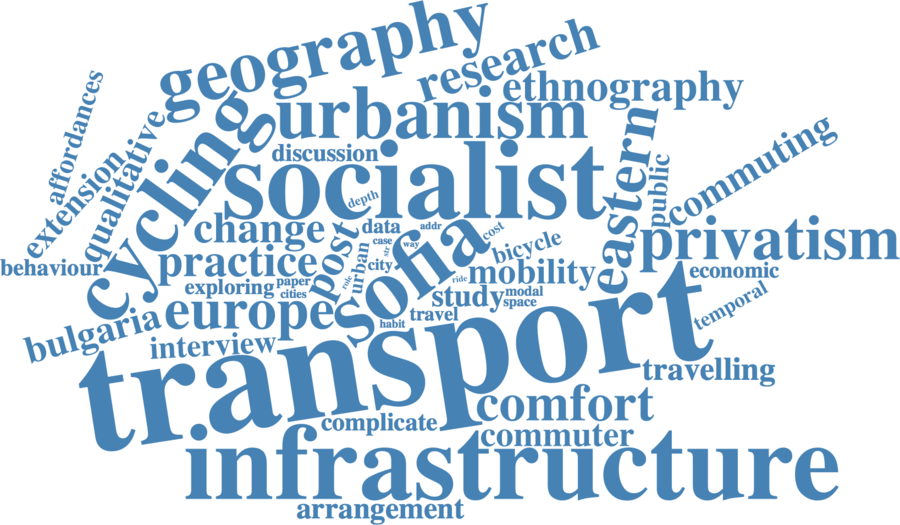 geography
research
affordances
ethnography
urbanism
cycling
qualitative
extension
discussion
socialist
eastern
public
commuting
depth
change
data
addr
cost
post
case
way
str
sofia
privatism
behaviour
practice
urban
city
bicycle
mobility
economic
exploring
paper
cities
role
ride
study
modal
space
temporal
bulgaria
europe
habit
travel
interview
transport
travelling
comfort
complicate
commuter
infrastructure
arrangement